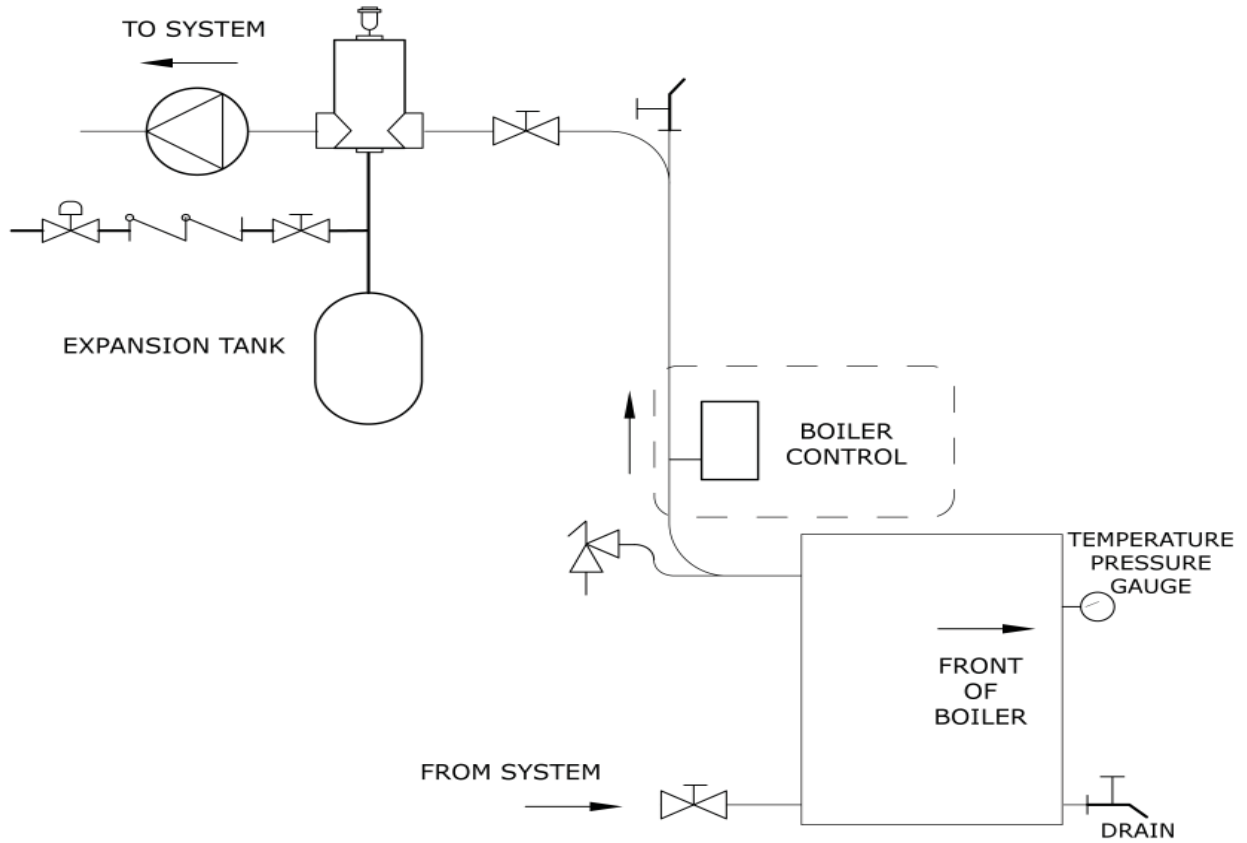 TO SYSTEM
EXPANSION TANK
BOILER
CONTROL
TEMPERATURE
PRESSURE
GAUGE
FRONT
OF
BOILER
FROM SYSTEM
DRAIN